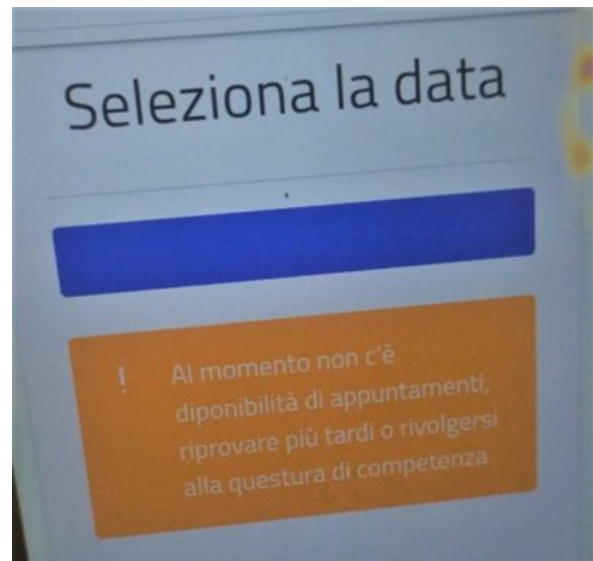 Seleziona la data
!
Al momento non c'è
diponibilità di appuntamenti,
riprovare più tardi o rivolgersi
alla questura di competenza